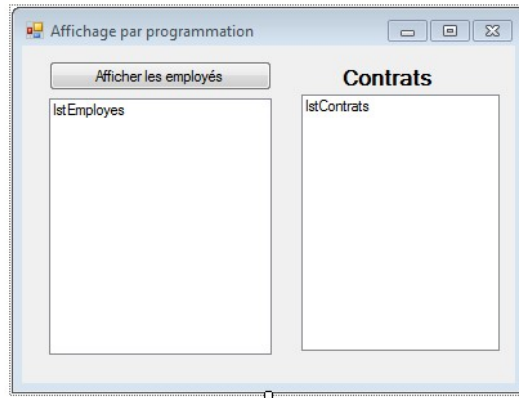 Affichage par programmation
Afficher les employés
Contrats
lstEmployes
lstContrats